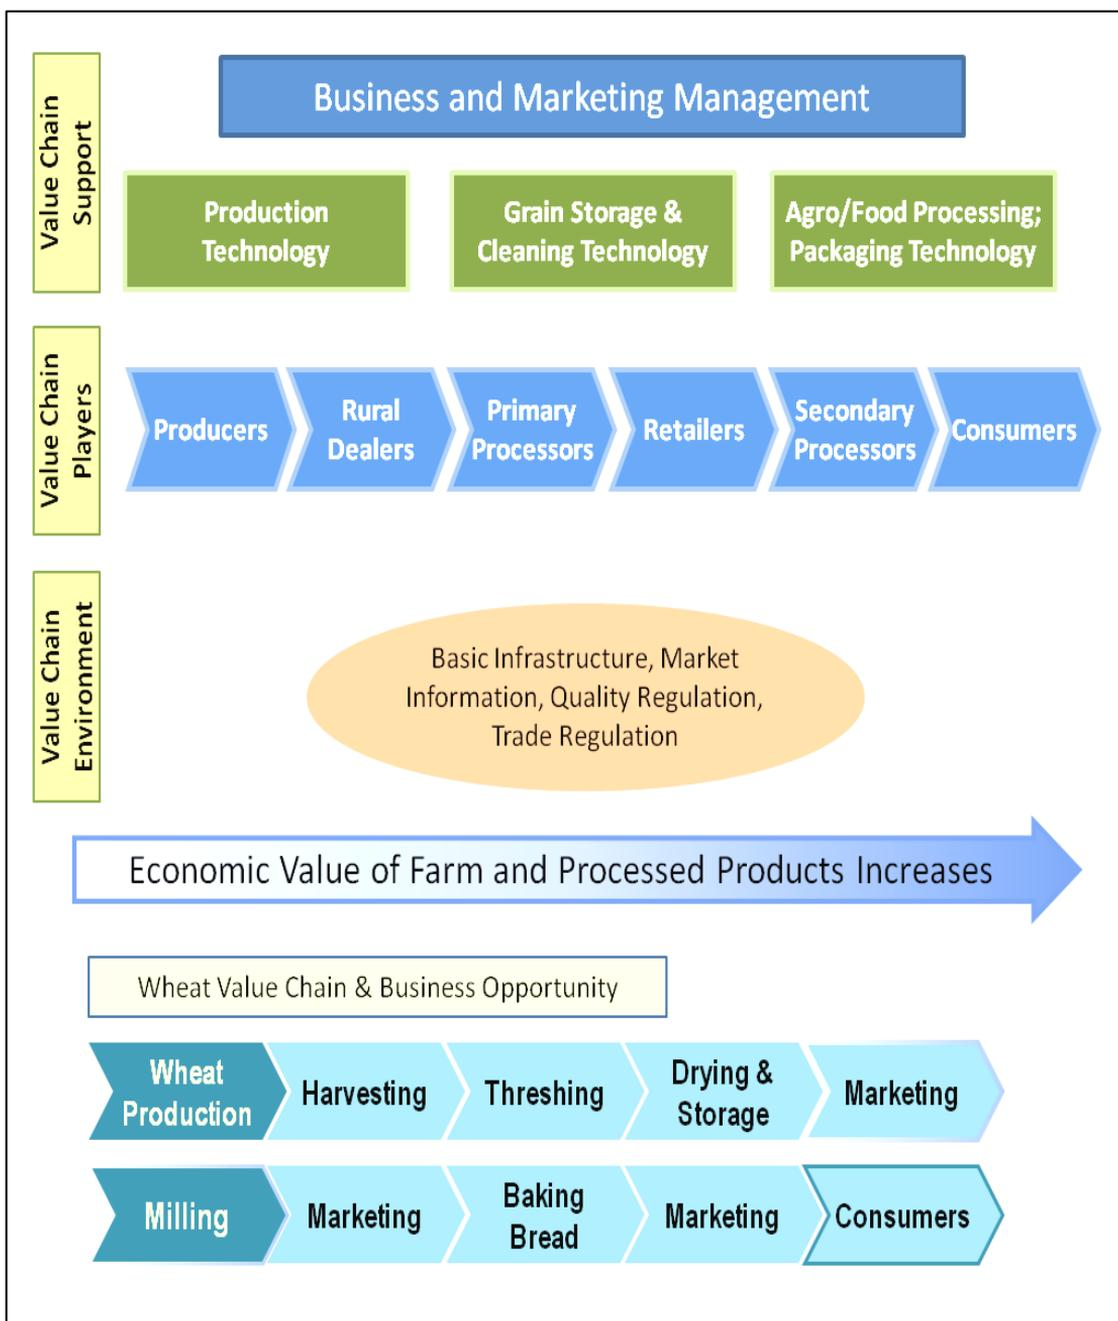 Value Chain
Support
Business and Marketing Management
Production
Technology
Grain Storage &
Cleaning Technology
Agro/Food Processing;
Packaging Technology
Value Chain
Players
Producers
Rural
Dealers
Primary
Processors
Retailers
Secondary
Processors
Consumers
Value Chain
Environment
Basic Infrastructure, Market
Information, Quality Regulation,
Trade Regulation
Economic Value of Farm and Processed Products Increases
Wheat Value Chain & Business Opportunity
Wheat
Production
Harvesting
Threshing
Drying &
Storage
Marketing
Milling
Marketing
Baking
Bread
Marketing
Consumers